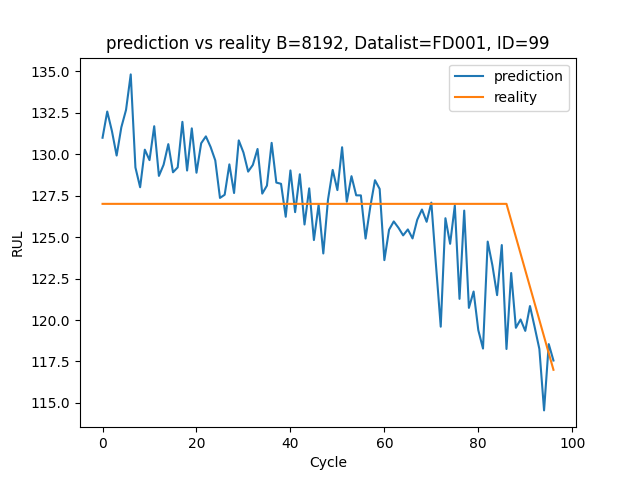 prediction vs reality B=8192, Datalist=FD001, ID=99
prediction
reality
135.0
132.5
130.0
127.5
125.0
122.5
120.0
117.5
115.0
RUL
0 20 40 60 80 100
Cycle